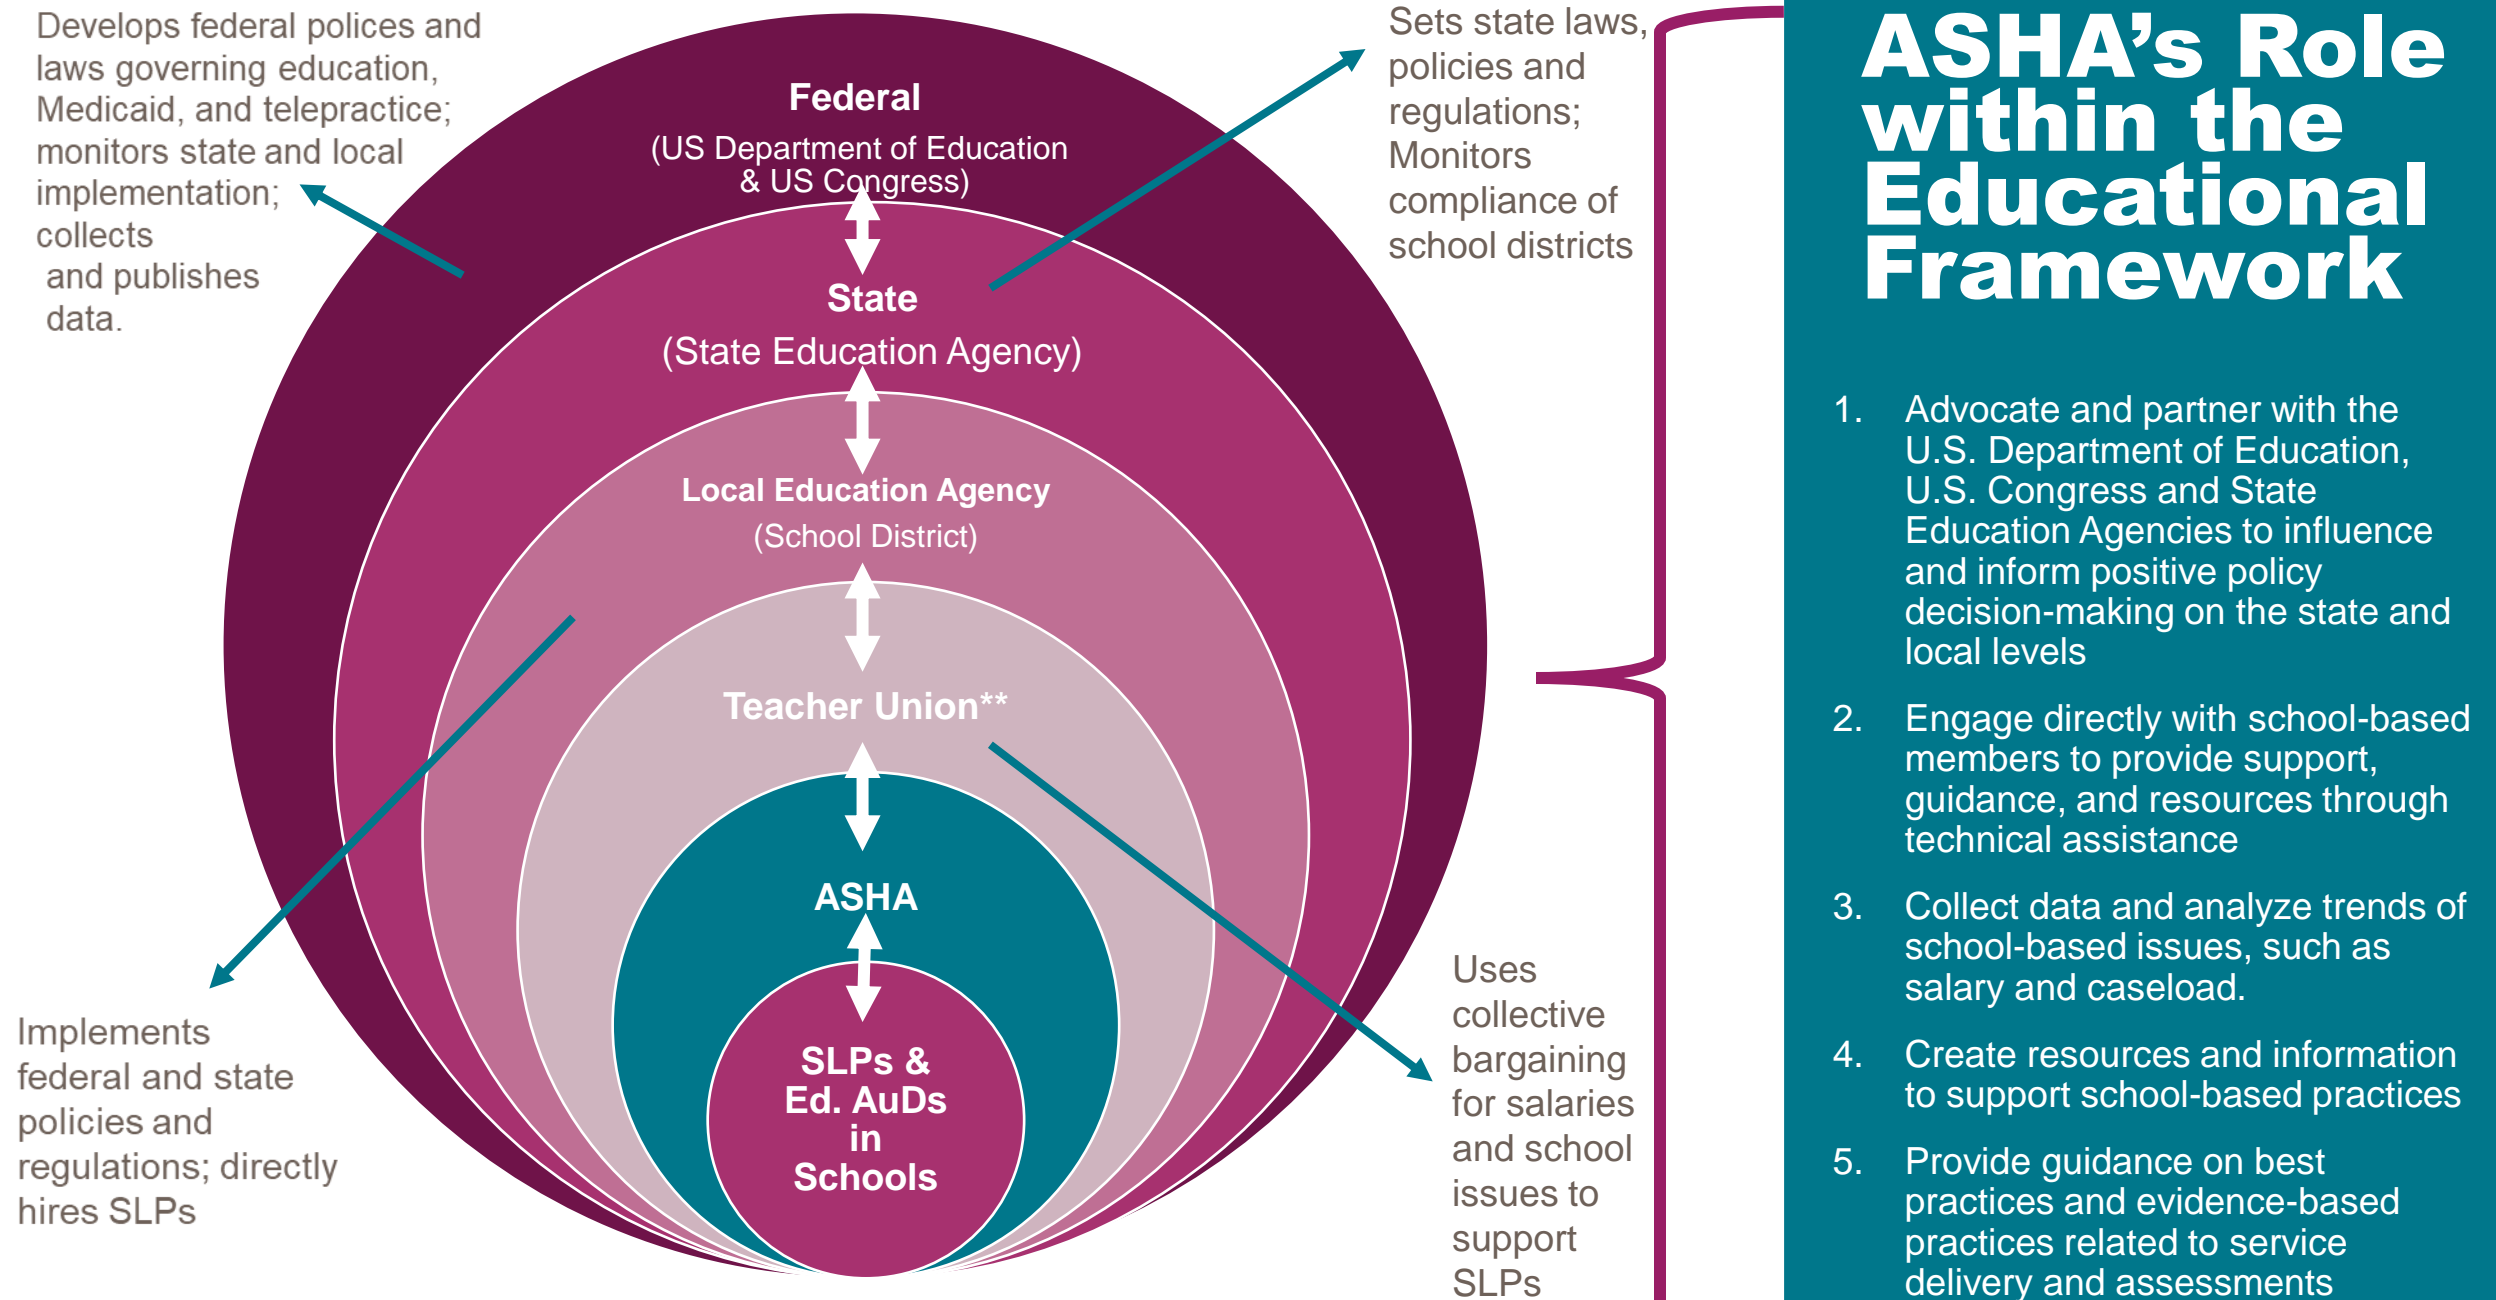 Develops federal polices and
laws governing education,
Medicaid, and telepractice;
monitors state and local
implementation;
collects
and publishes
data.
Federal
(US Department of Education
& US Congress)
State
(State Education Agency)
Local Education Agency
(School District)
Teacher Union**
ASHA
SLPs &
Ed. AuDs
in
Schools
Sets state laws,
policies and
regulations;
Monitors
compliance of
school districts
Implements
federal and state
policies and
regulations; directly
hires SLPs
Uses
collective
bargaining
for salaries
and school
issues to
support
SLPs
ASHA’s Role
within the
Educational
Framework
1. Advocate and partner with the
U.S. Department of Education,
U.S. Congress and State
Education Agencies to influence
and inform positive policy
decision-making on the state and
local levels
2. Engage directly with school-based
members to provide support,
guidance, and resources through
technical assistance
3. Collect data and analyze trends of
school-based issues, such as
salary and caseload.
4. Create resources and information
to support school-based practices
5. Provide guidance on best
practices and evidence-based
practices related to service
delivery and assessments